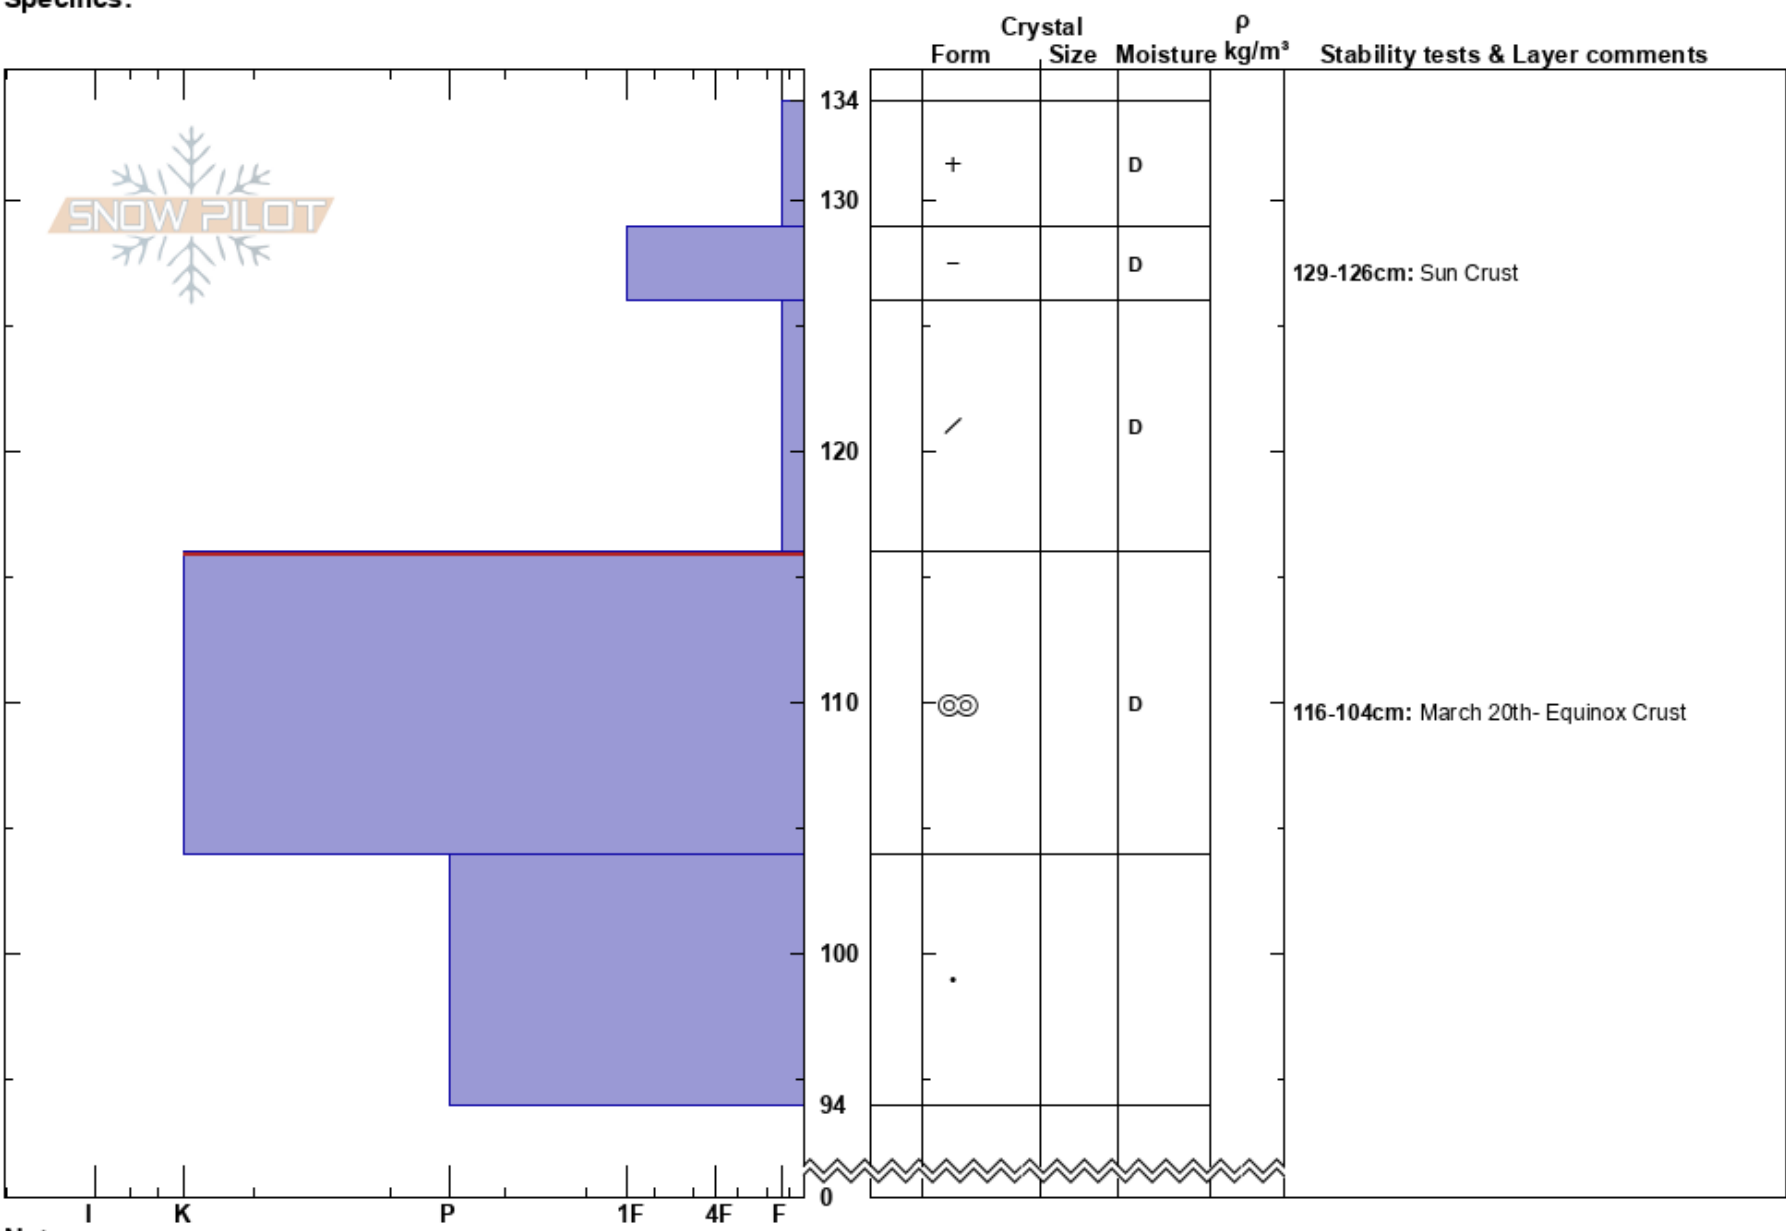 Specifics:
Crystal ρ
Form Size Moisture kg/m³ Stability tests & Layer comments
134
SNOW PILOT
+ D
130
– D
129-126cm: Sun Crust
/ D
120
110 D
116-104cm: March 20th- Equinox Crust
100
94
0
I K P 1F 4F F